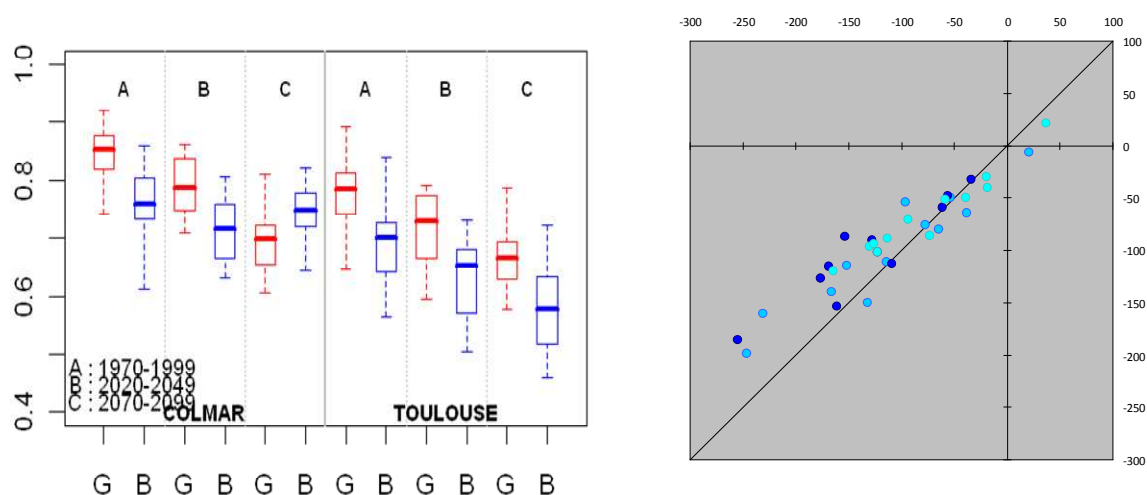 1.0
0.8
0.6
0.4
A B C A B C
A : 1970-1999
B : 2020-2049
C : 2070-2099
COLMAR TOULOUSE
G B G B G B G B G B G B
-300 -250 -200 -150 -100 -50 0 50 100
100
50
0
-50
-100
-150
-200
-250
-300